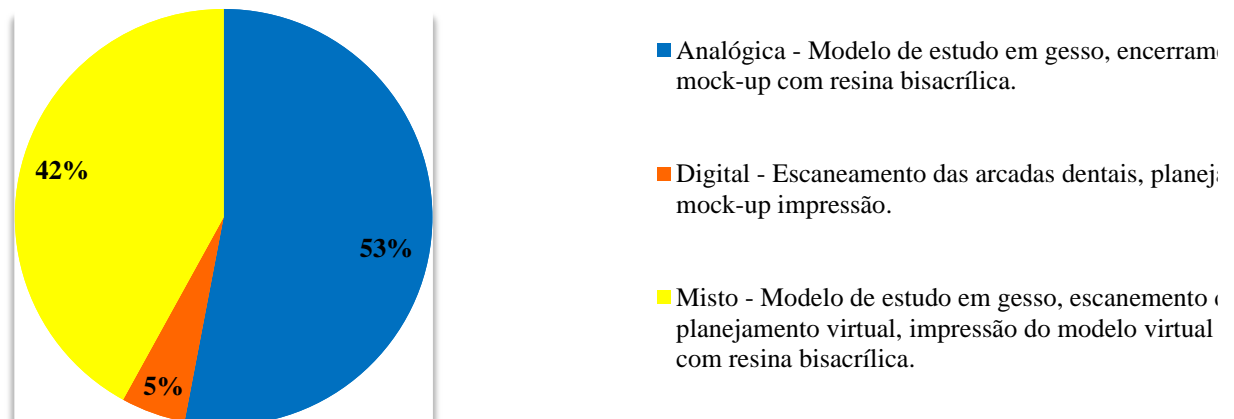 42%
53%
5%
Analógica - Modelo de estudo em gesso,
mock-up com resina bisacrílica.
Digital - Escaneamento das arcadas dentais,
mock-up impressão.
Misto - Modelo de estudo em gesso, escanemento
planejamento virtual, impressão do modelo virtual
com resina bisacrílica.